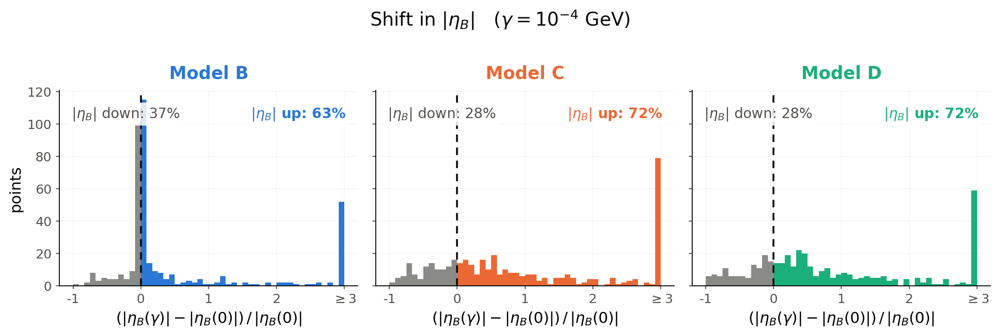 Shift in |η_B| (γ = 10⁻⁴ GeV)
Model B
Model C
Model D
120
100
80
60
40
20
0
points
|η_B| down: 37%
|η_B| up: 63%
|η_B| down: 28%
|η_B| up: 72%
|η_B| down: 28%
|η_B| up: 72%
-1 0 1 2 ≥3
-1 0 1 2 ≥3
-1 0 1 2 ≥3
(|η_B(γ)| − |η_B(0)|) / |η_B(0)|
(|η_B(γ)| − |η_B(0)|) / |η_B(0)|
(|η_B(γ)| − |η_B(0)|) / |η_B(0)|